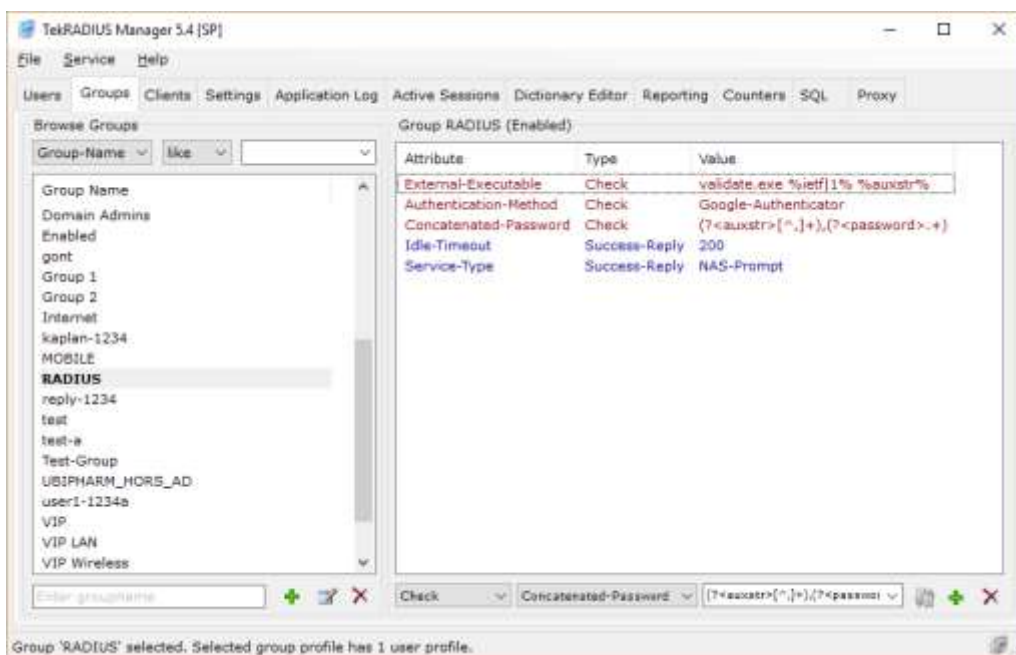 TekRADIUS Manager 5.4 [SP]
File Service Help
Users Groups Clients Settings Application Log Active Sessions Dictionary Editor Reporting Counters SQL Proxy
Browse Groups
Group-Name like
Group Name
Domain Admins
Enabled
gont
Group 1
Group 2
Internet
kaplan-1234
MOBILE
RADIUS
reply-1234
test
test-a
Test-Group
UBIPHARM_HORS_AD
user1-1234a
VIP
VIP LAN
VIP Wireless
Enter groupname
Group RADIUS (Enabled)
Attribute Type Value
External-Executable Check validate.exe %ietf|1% %auxstr%
Authentication-Method Check Google-Authenticator
Concatenated-Password Check (?<auxstr>[^,]+),(?<password>.+)
Idle-Timeout Success-Reply 200
Service-Type Success-Reply NAS-Prompt
Check Concatenated-Password (?<auxstr>[^,]+),(?<passwor
Group 'RADIUS' selected. Selected group profile has 1 user profile.